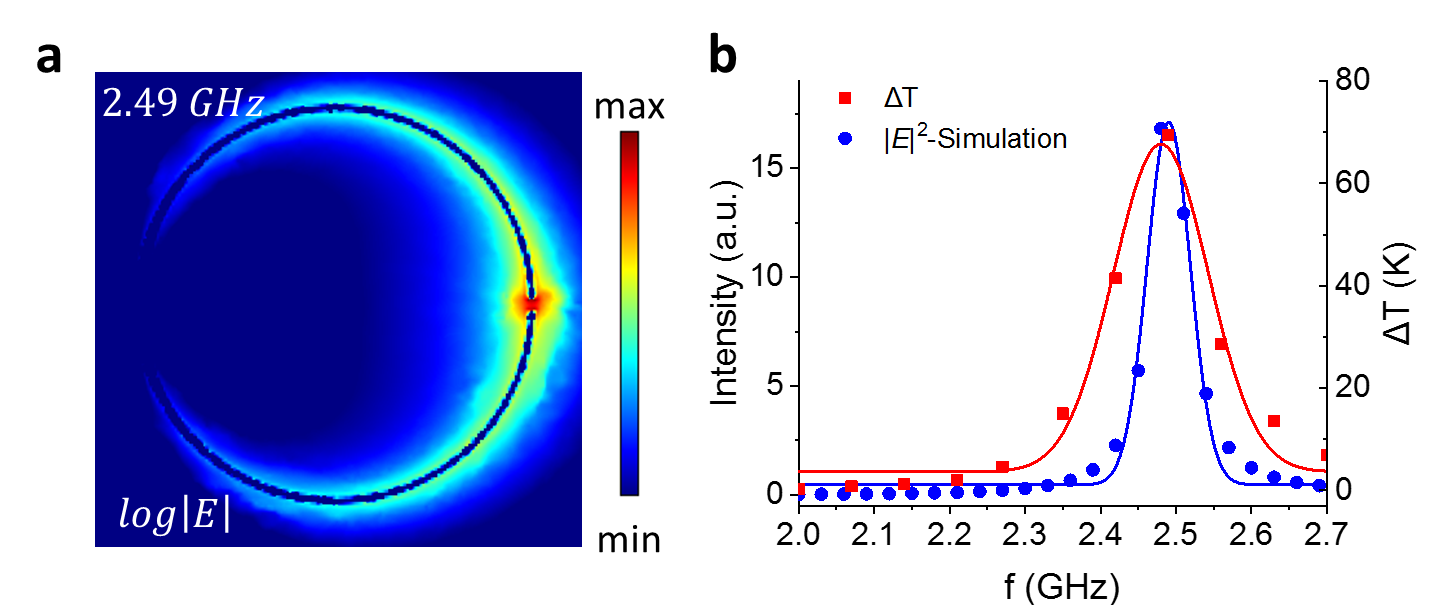 a
2.49 GHz
log|E|
max
min
b
ΔT
|E|²-Simulation
Intensity (a.u.)
15
10
5
0
80
60
40
20
0
ΔT (K)
2.0 2.1 2.2 2.3 2.4 2.5 2.6 2.7
f (GHz)